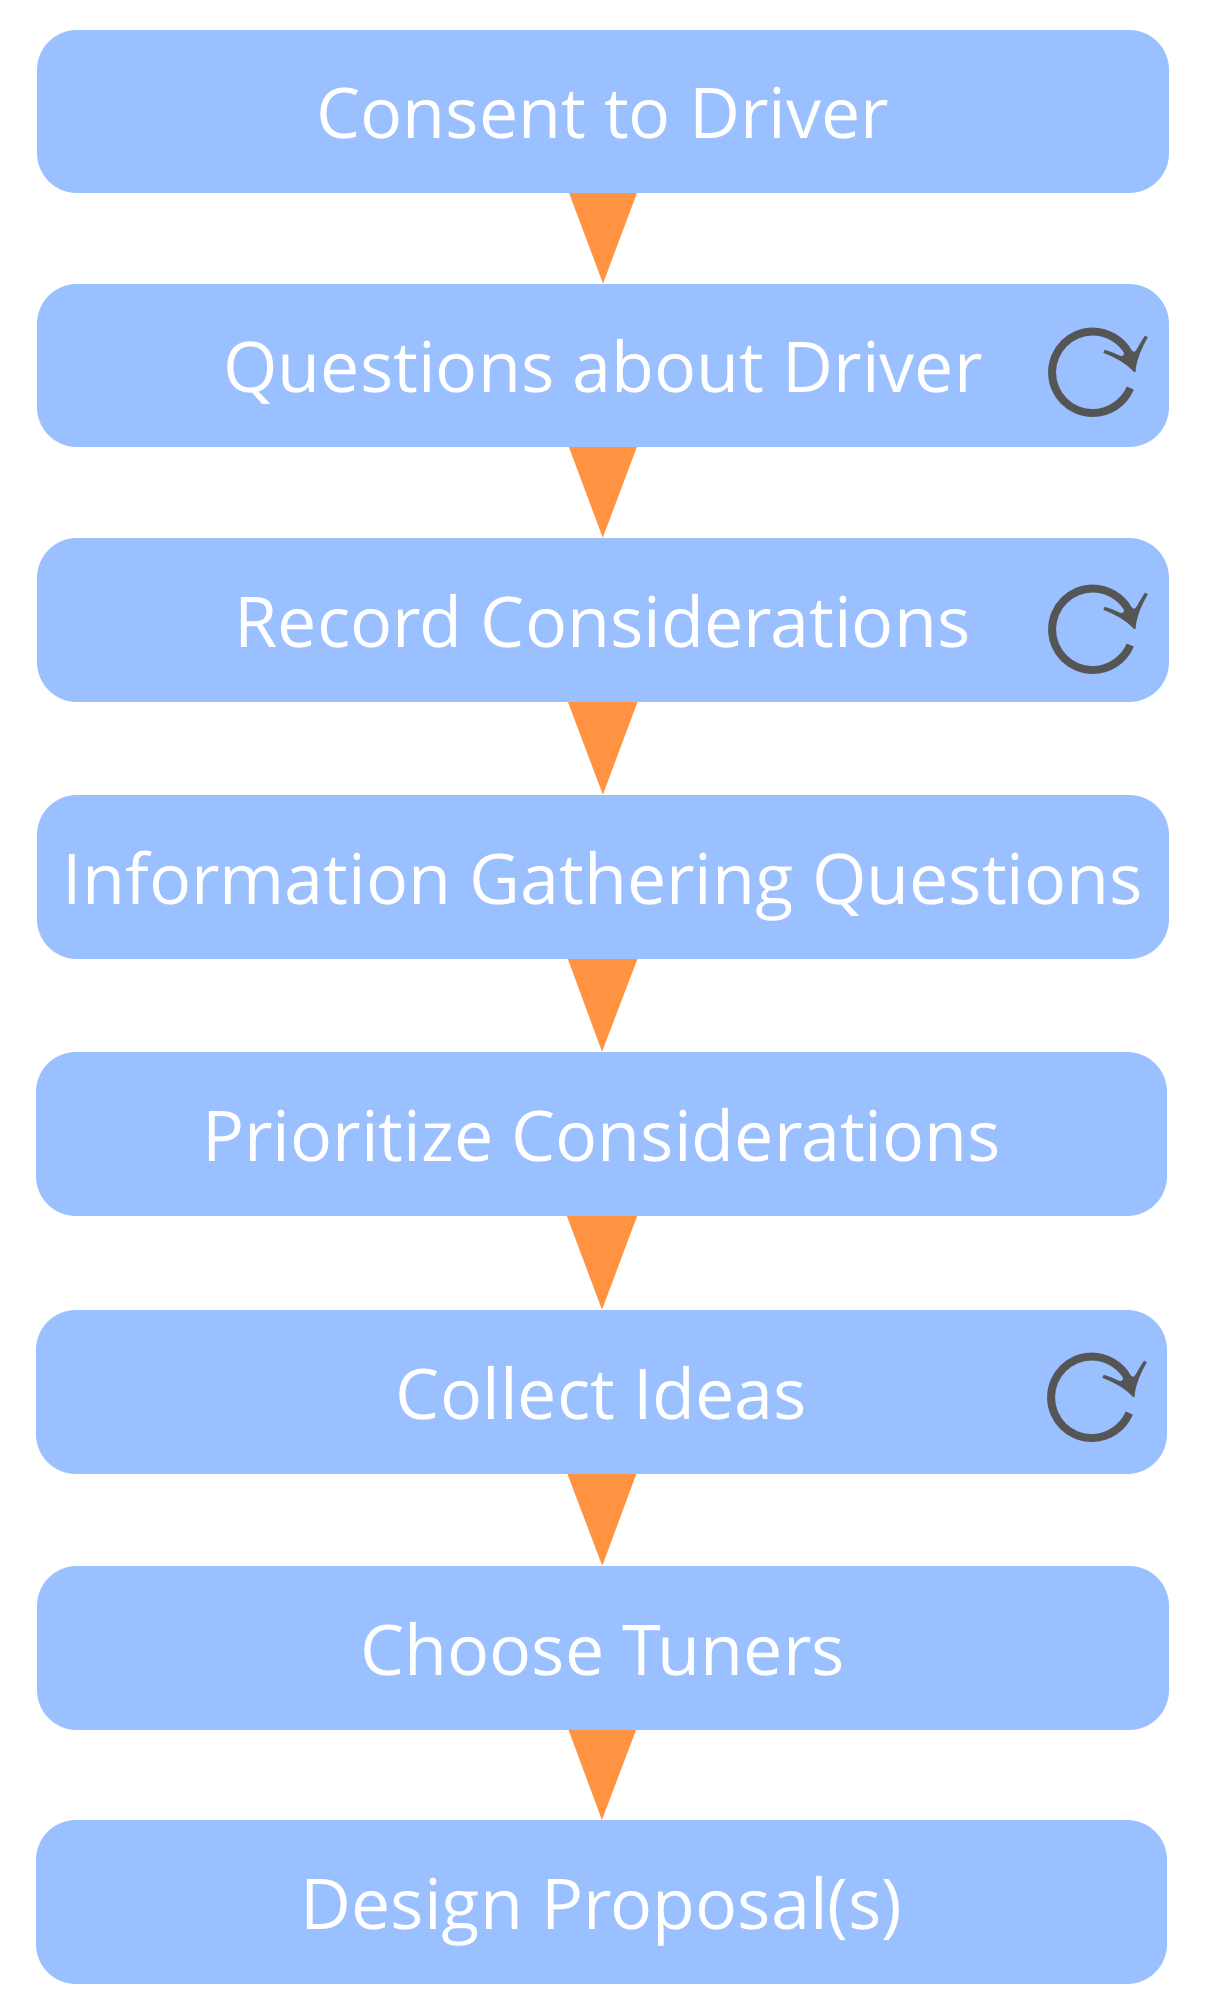 Consent to Driver
Questions about Driver
Record Considerations
Information Gathering Questions
Prioritize Considerations
Collect Ideas
Choose Tuners
Design Proposal(s)